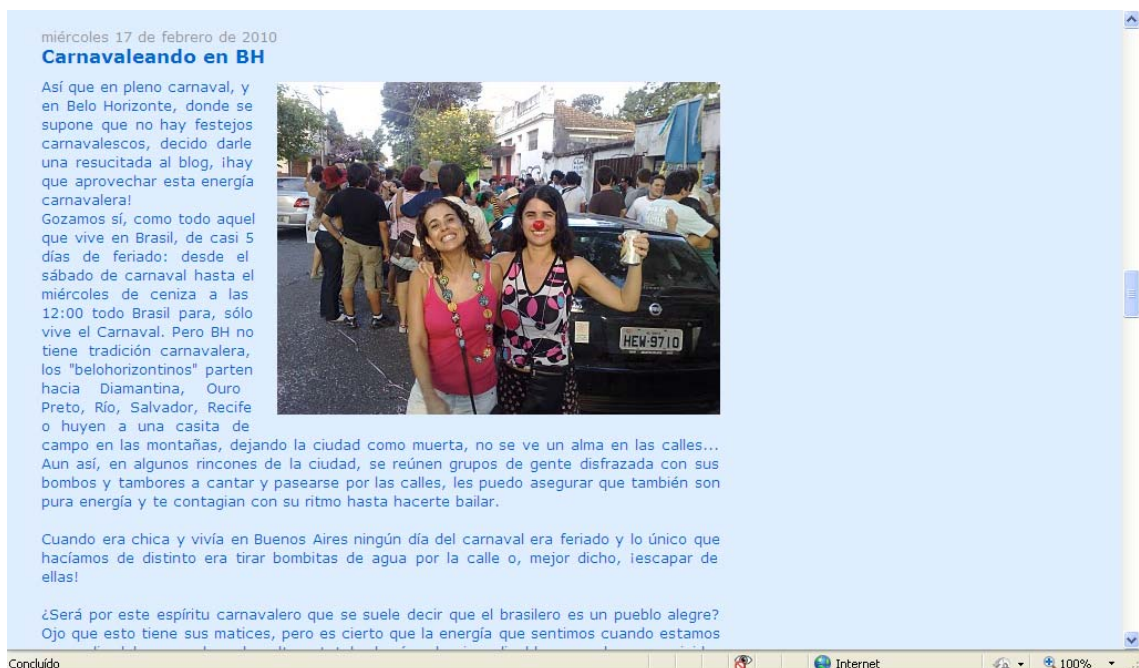 miércoles 17 de febrero de 2010
Carnavaleando en BH
Así que en pleno carnaval, y
en Belo Horizonte, donde se
supone que no hay festejos
carnavalescos, decido darle
una resucitada al blog, ¡hay
que aprovechar esta energía
carnavalera!
Gozamos sí, como todo aquel
que vive en Brasil, de casi 5
días de feriado: desde el
sábado de carnaval hasta el
miércoles de ceniza a las
12:00 todo Brasil para, sólo
vive el Carnaval. Pero BH no
tiene tradición carnavalera,
los "belohorizontinos" parten
hacia Diamantina, Ouro
Preto, Río, Salvador, Recife
o huyen a una casita de
campo en las montañas, dejando la ciudad como muerta, no se ve un alma en las calles...
Aun así, en algunos rincones de la ciudad, se reúnen grupos de gente disfrazada con sus
bombos y tambores a cantar y pasearse por las calles, les puedo asegurar que también son
pura energía y te contagian con su ritmo hasta hacerte bailar.
Cuando era chica y vivía en Buenos Aires ningún día del carnaval era feriado y lo único que
hacíamos de distinto era tirar bombitas de agua por la calle o, mejor dicho, ¡escapar de
ellas!
¿Será por este espíritu carnavalero que se suele decir que el brasilero es un pueblo alegre?
Ojo que esto tiene sus matices, pero es cierto que la energía que sentimos cuando estamos
HEW-9710
Concluído
Internet
100%